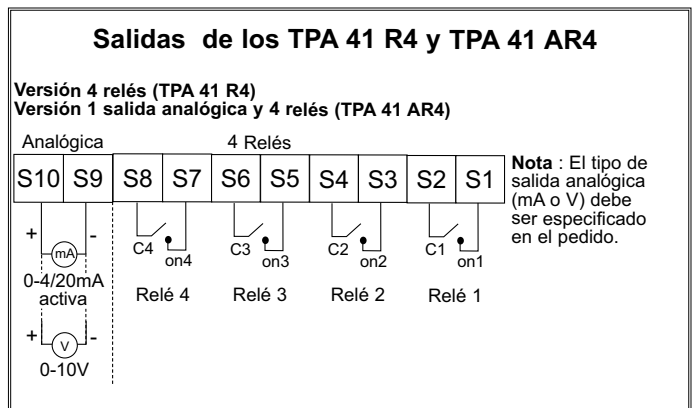 Salidas de los TPA 41 R4 y TPA 41 AR4
Versión 4 relés (TPA 41 R4)
Versión 1 salida analógica y 4 relés (TPA 41 AR4)
Analógica 4 Relés
S10 S9 S8 S7 S6 S5 S4 S3 S2 S1
Nota : El tipo de
salida analógica
(mA o V) debe
ser especificado
en el pedido.
+ mA -
C4 on4 C3 on3 C2 on2 C1 on1
0-4/20mA
activa
Relé 4 Relé 3 Relé 2 Relé 1
+ V -
0-10V